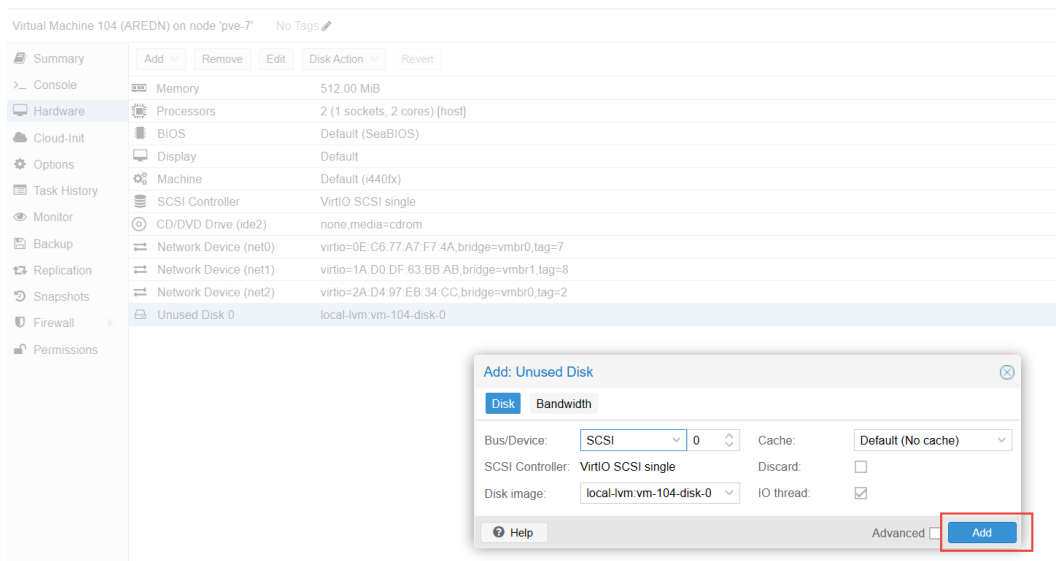 Virtual Machine 104 (AREDN) on node 'pve-7' No Tags
Summary
Console
Hardware
Cloud-Init
Options
Task History
Monitor
Backup
Replication
Snapshots
Firewall
Permissions
Add Remove Edit Disk Action Revert
Memory 512.00 MiB
Processors 2 (1 sockets, 2 cores) [host]
BIOS Default (SeaBIOS)
Display Default
Machine Default (i440fx)
SCSI Controller VirtIO SCSI single
CD/DVD Drive (ide2) none,media=cdrom
Network Device (net0) virtio=0E:C6:77:A7:F7:4A,bridge=vmbr0,tag=7
Network Device (net1) virtio=1A:D0:DF:63:BB:AB,bridge=vmbr1,tag=8
Network Device (net2) virtio=2A:D4:97:EB:34:CC,bridge=vmbr0,tag=2
Unused Disk 0 local-lvm:vm-104-disk-0
Add: Unused Disk
Disk Bandwidth
Bus/Device: SCSI 0 Cache: Default (No cache)
SCSI Controller: VirtIO SCSI single Discard:
Disk image: local-lvm:vm-104-disk-0 IO thread:
Help Advanced Add